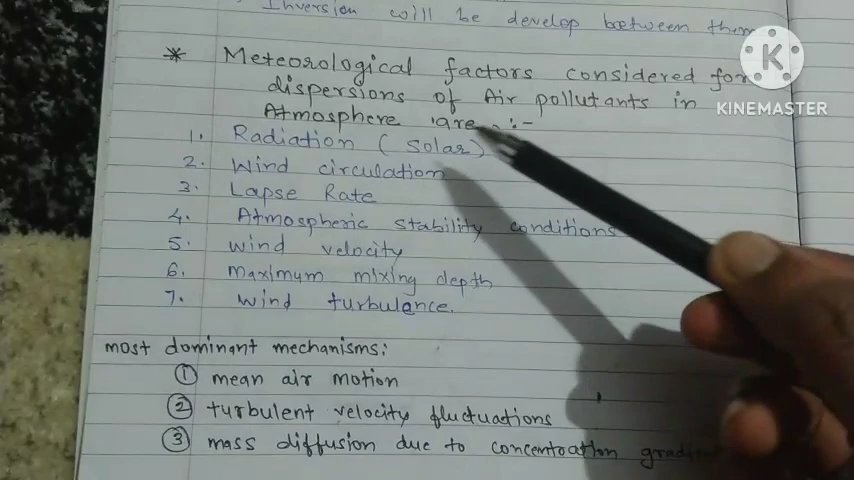 Inversion will be develop between them
* Meteorological factors considered for
dispersions of Air pollutants in
Atmosphere are :-
1. Radiation (Solar)
2. Wind circulation
3. Lapse Rate
4. Atmospheric stability conditions
5. Wind velocity
6. Maximum mixing depth
7. Wind turbulence.
most dominant mechanisms:
① mean air motion
② turbulent velocity fluctuations
③ mass diffusion due to concentration
KINEMASTER